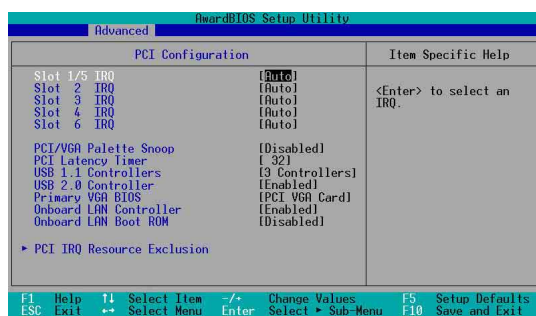 AwardBIOS Setup Utility
Advanced
PCI Configuration
Item Specific Help
Slot 1/5 IRQ [Auto]
Slot 2 IRQ [Auto]
Slot 3 IRQ [Auto]
Slot 4 IRQ [Auto]
Slot 6 IRQ [Auto]
<Enter> to select an
IRQ.
PCI/VGA Palette Snoop [Disabled]
PCI Latency Timer [ 32]
USB 1.1 Controllers [3 Controllers]
USB 2.0 Controller [Enabled]
Primary VGA BIOS [PCI VGA Card]
Onboard LAN Controller [Enabled]
Onboard LAN Boot ROM [Disabled]
► PCI IRQ Resource Exclusion
F1 Help ↑↓ Select Item -/+ Change Values F5 Setup Defaults
ESC Exit ←→ Select Menu Enter Select ► Sub-Menu F10 Save and Exit